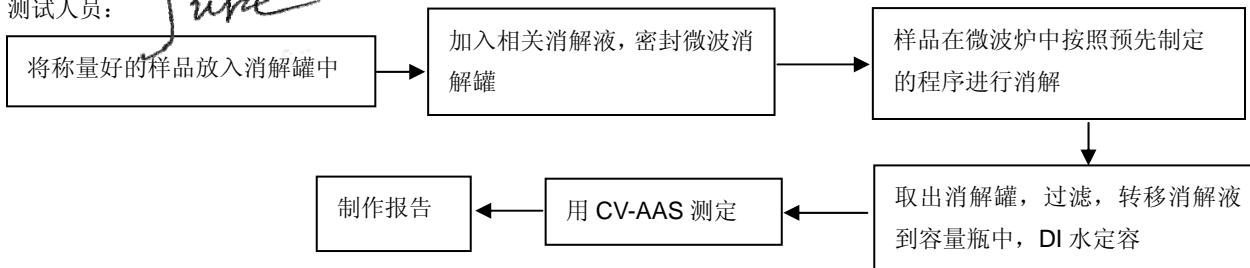 测试人员：
将称量好的样品放入消解罐中
加入相关消解液，密封微波消
解罐
样品在微波炉中按照预先制定
的程序进行消解
取出消解罐，过滤，转移消解液
到容量瓶中，DI 水定容
用 CV-AAS 测定
制作报告